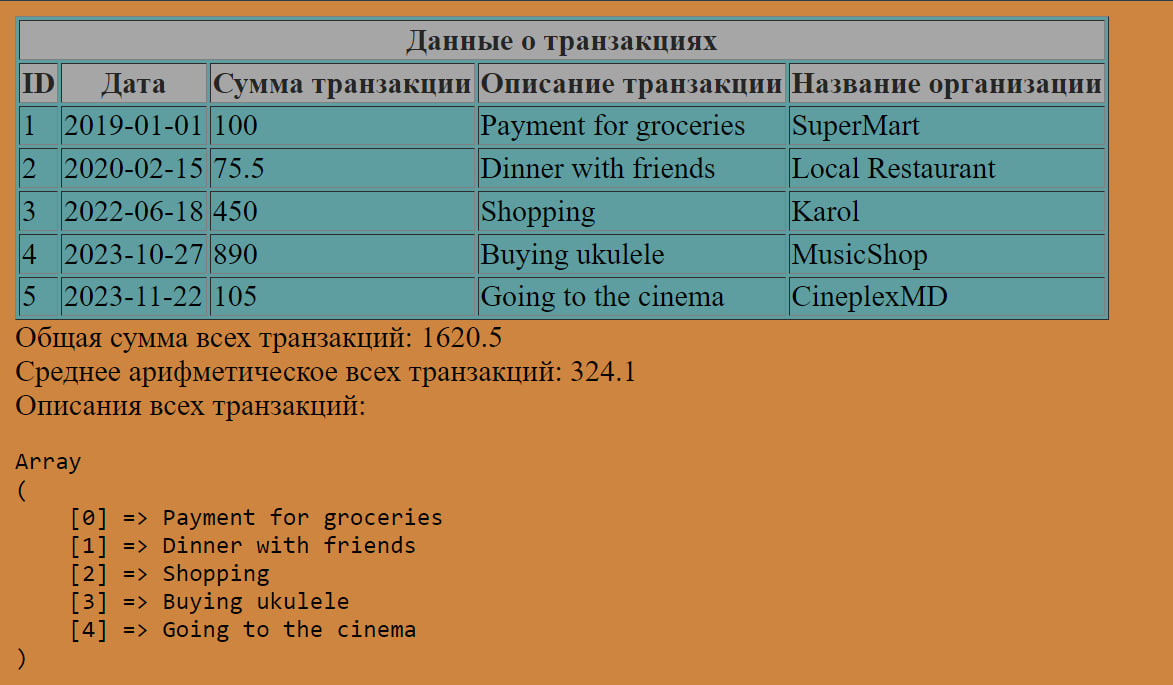 Данные о транзакциях
ID Дата Сумма транзакции Описание транзакции Название организации
1 2019-01-01 100 Payment for groceries SuperMart
2 2020-02-15 75.5 Dinner with friends Local Restaurant
3 2022-06-18 450 Shopping Karol
4 2023-10-27 890 Buying ukulele MusicShop
5 2023-11-22 105 Going to the cinema CineplexMD
Общая сумма всех транзакций: 1620.5
Среднее арифметическое всех транзакций: 324.1
Описания всех транзакций:
Array
(
    [0] => Payment for groceries
    [1] => Dinner with friends
    [2] => Shopping
    [3] => Buying ukulele
    [4] => Going to the cinema
)